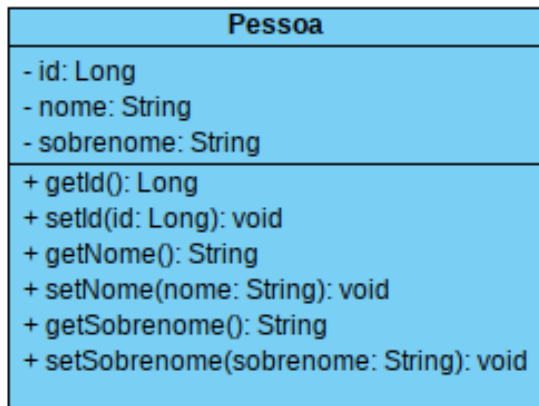 Pessoa
- id: Long
- nome: String
- sobrenome: String
+ getId(): Long
+ setId(id: Long): void
+ getNome(): String
+ setNome(nome: String): void
+ getSobrenome(): String
+ setSobrenome(sobrenome: String): void